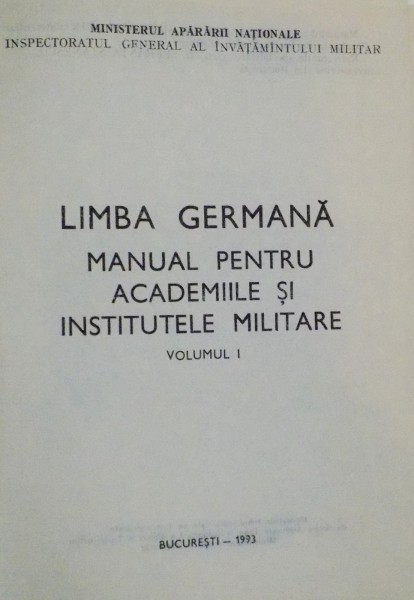 MINISTERUL APĂRĂRII NAȚIONALE
INSPECTORATUL GENERAL AL ÎNVĂȚĂMÎNTULUI MILITAR
LIMBA GERMANĂ
MANUAL PENTRU
ACADEMIILE ȘI
INSTITUTELE MILITARE
VOLUMUL I
BUCUREȘTI – 1993